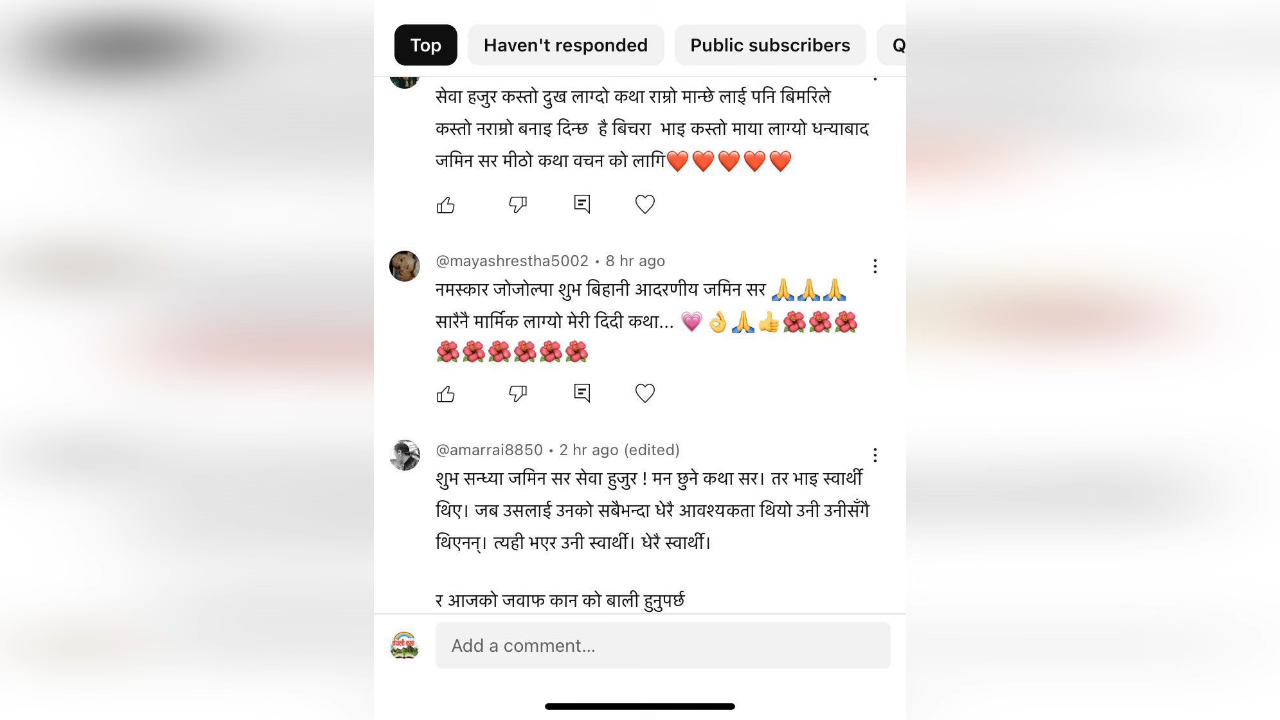 Top Haven't responded Public subscribers Q
सेवा हजुर कस्तो दुख लाग्दो कथा राम्रो मान्छे लाई पनि बिमरिले
कस्तो नराम्रो बनाइ दिन्छ है बिचरा भाइ कस्तो माया लाग्यो धन्याबाद
जमिन सर मीठो कथा वचन को लागि❤️❤️❤️❤️❤️
@mayashrestha5002 • 8 hr ago
नमस्कार जोजोल्पा शुभ बिहानी आदरणीय जमिन सर 🙏🙏🙏
सारैनै मार्मिक लाग्यो मेरी दिदी कथा... 💗👌🙏👍🌺🌺🌺
🌺🌺🌺🌺🌺🌺
@amarrai8850 • 2 hr ago (edited)
शुभ सन्ध्या जमिन सर सेवा हुजुर ! मन छुने कथा सर। तर भाइ स्वार्थी
थिए। जब उसलाई उनको सबैभन्दा धेरै आवश्यकता थियो उनी उनीसँगै
थिएनन्। त्यही भएर उनी स्वार्थी। धेरै स्वार्थी।
र आजको जवाफ कान को बाली हुनुपर्छ
Add a comment...